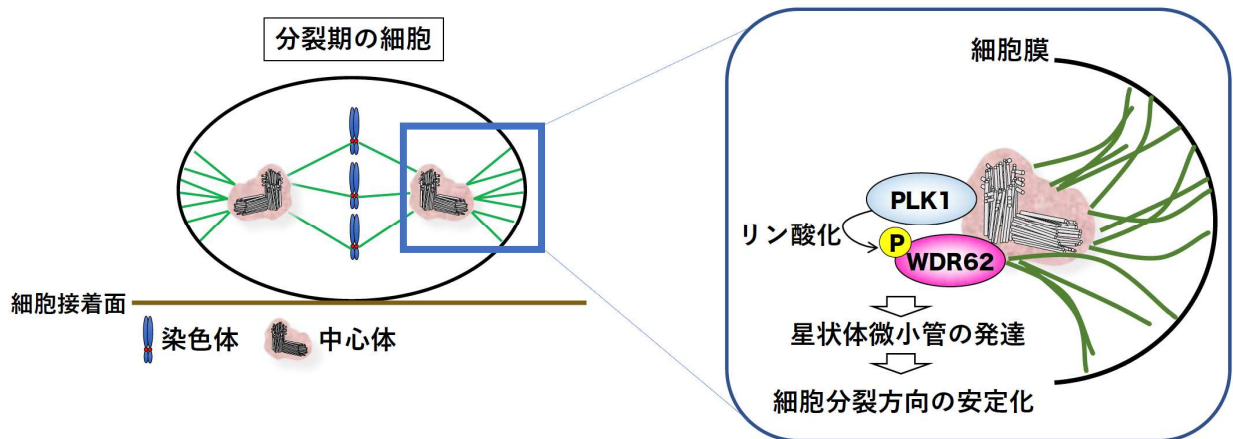 分裂期の細胞
細胞接着面
染色体
中心体
細胞膜
PLK1
リン酸化
P
WDR62
星状体微小管の発達
細胞分裂方向の安定化